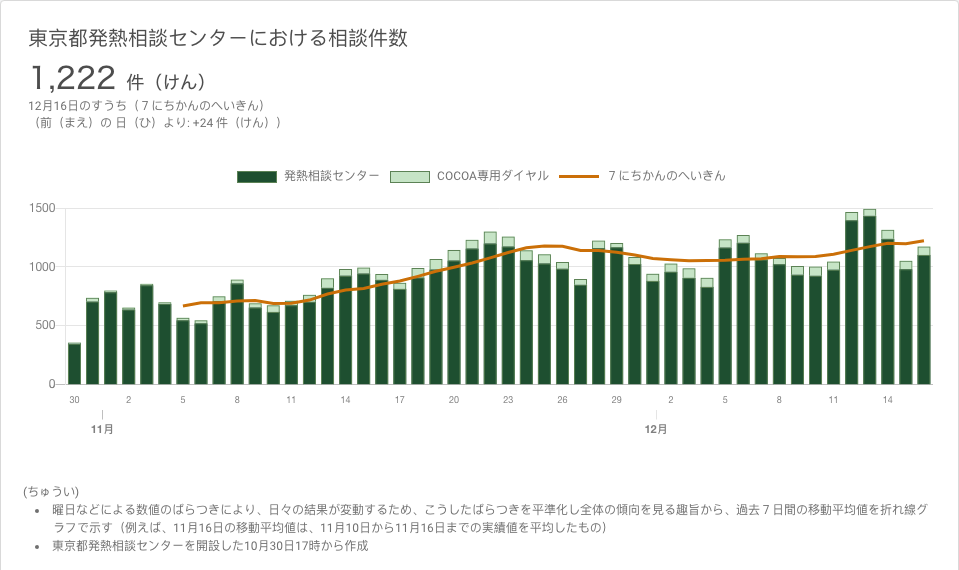 東京都発熱相談センターにおける相談件数
1,222 件（けん）
12月16日のすうち（７にちかんのへいきん）
（前（まえ）の 日（ひ）より: +24 件（けん））
発熱相談センター COCOA専用ダイヤル ７にちかんのへいきん
1500
1000
500
0
30 2 5 8 11 14 17 20 23 26 29 2 5 8 11 14
11月 12月
(ちゅうい)
• 曜日などによる数値のばらつきにより、日々の結果が変動するため、こうしたばらつきを平準化し全体の傾向を見る趣旨から、過去７日間の移動平均値を折れ線グ
ラフで示す（例えば、11月16日の移動平均値は、11月10日から11月16日までの実績値を平均したもの）
• 東京都発熱相談センターを開設した10月30日17時から作成